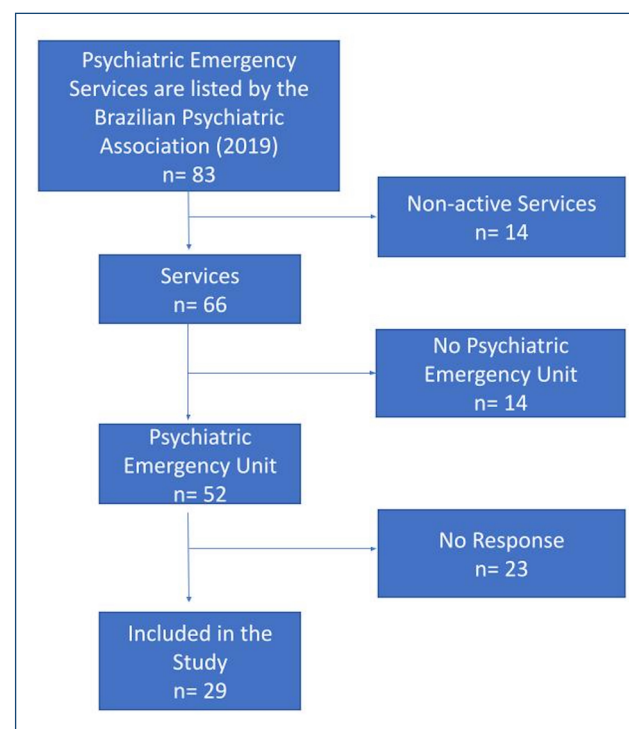 Psychiatric Emergency
Services are listed by the
Brazilian Psychiatric
Association (2019)
n= 83
Non-active Services
n= 14
Services
n= 66
No Psychiatric
Emergency Unit
n= 14
Psychiatric
Emergency Unit
n= 52
No Response
n= 23
Included in the
Study
n= 29